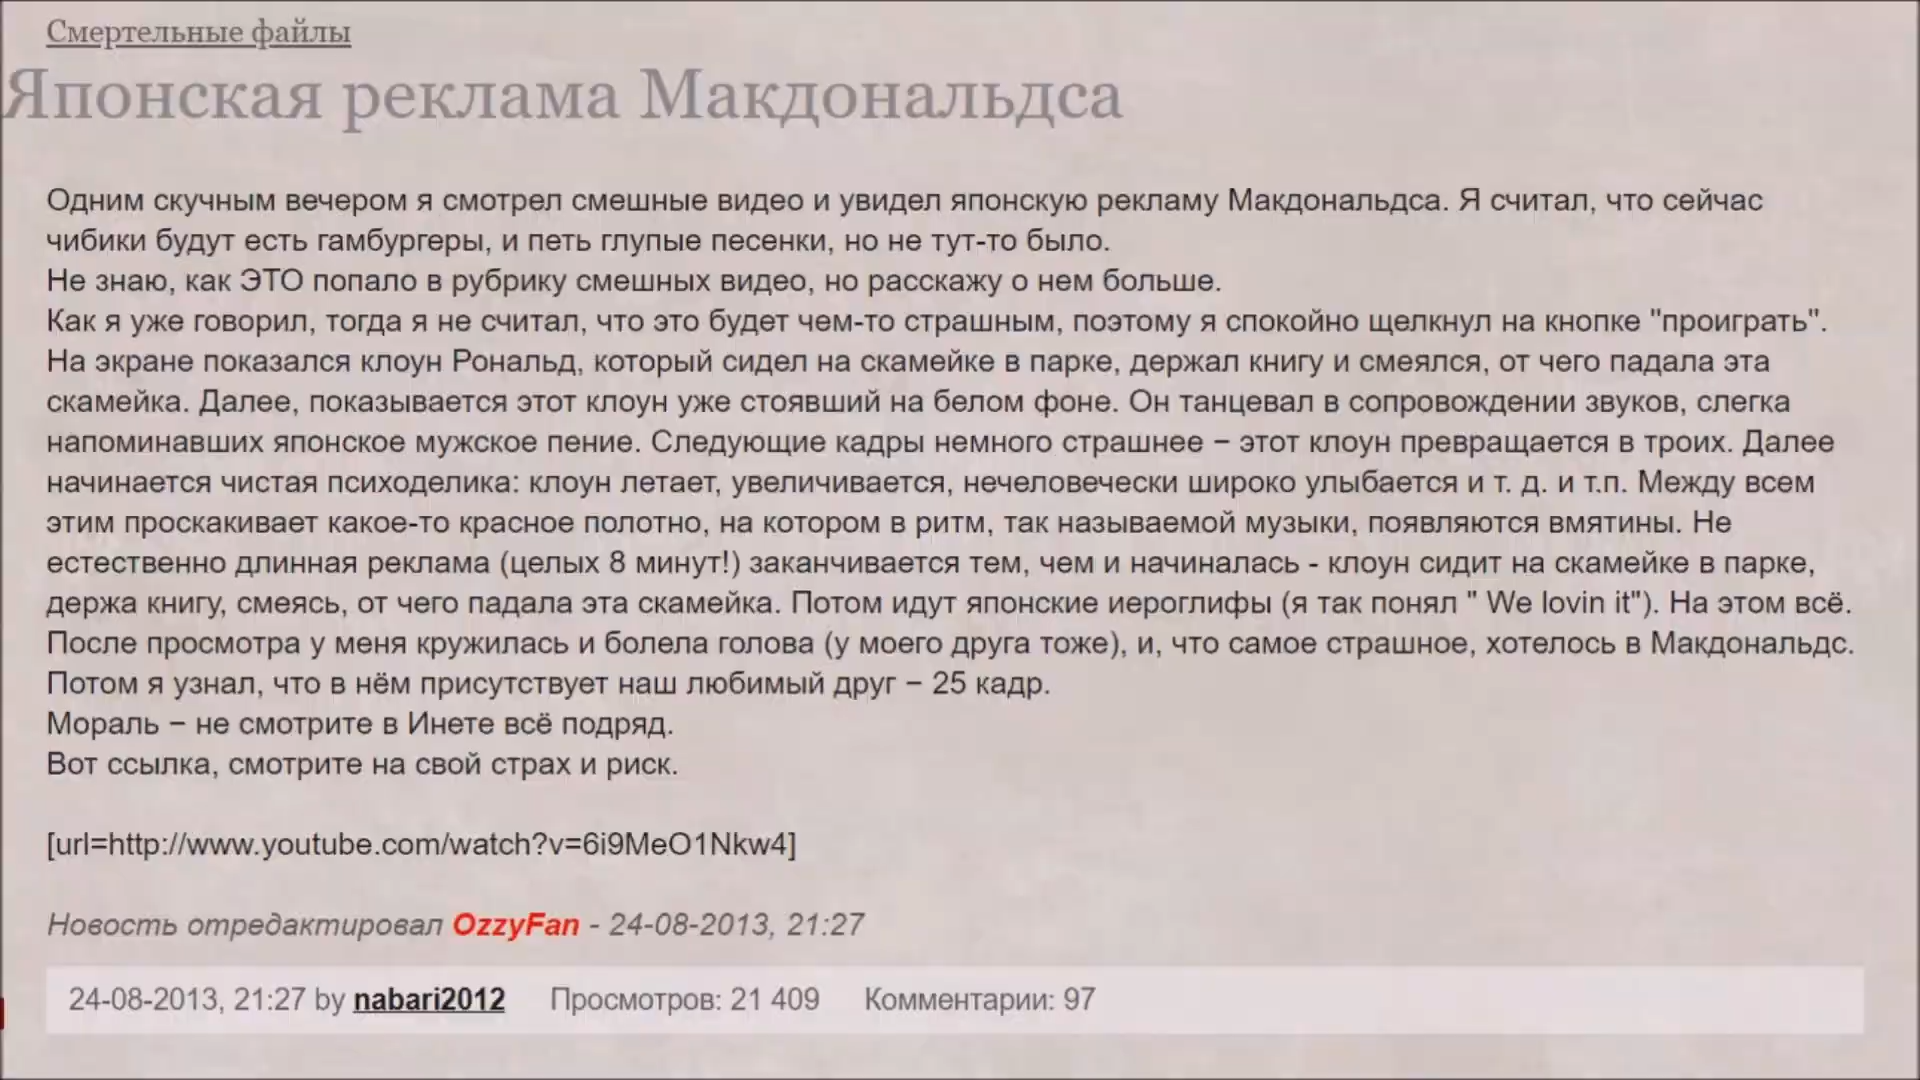 Смертельные файлы
Японская реклама Макдональдса
Одним скучным вечером я смотрел смешные видео и увидел японскую рекламу Макдональдса. Я считал, что сейчас
чибики будут есть гамбургеры, и петь глупые песенки, но не тут-то было.
Не знаю, как ЭТО попало в рубрику смешных видео, но расскажу о нем больше.
Как я уже говорил, тогда я не считал, что это будет чем-то страшным, поэтому я спокойно щелкнул на кнопке "проиграть".
На экране показался клоун Рональд, который сидел на скамейке в парке, держал книгу и смеялся, от чего падала эта
скамейка. Далее, показывается этот клоун уже стоявший на белом фоне. Он танцевал в сопровождении звуков, слегка
напоминавших японское мужское пение. Следующие кадры немного страшнее − этот клоун превращается в троих. Далее
начинается чистая психоделика: клоун летает, увеличивается, нечеловечески широко улыбается и т. д. и т.п. Между всем
этим проскакивает какое-то красное полотно, на котором в ритм, так называемой музыки, появляются вмятины. Не
естественно длинная реклама (целых 8 минут!) заканчивается тем, чем и начиналась - клоун сидит на скамейке в парке,
держа книгу, смеясь, от чего падала эта скамейка. Потом идут японские иероглифы (я так понял " We lovin it"). На этом всё.
После просмотра у меня кружилась и болела голова (у моего друга тоже), и, что самое страшное, хотелось в Макдональдс.
Потом я узнал, что в нём присутствует наш любимый друг − 25 кадр.
Мораль − не смотрите в Инете всё подряд.
Вот ссылка, смотрите на свой страх и риск.
[url=http://www.youtube.com/watch?v=6i9MeO1Nkw4]
Новость отредактировал OzzyFan - 24-08-2013, 21:27
24-08-2013, 21:27 by nabari2012 Просмотров: 21 409 Комментарии: 97